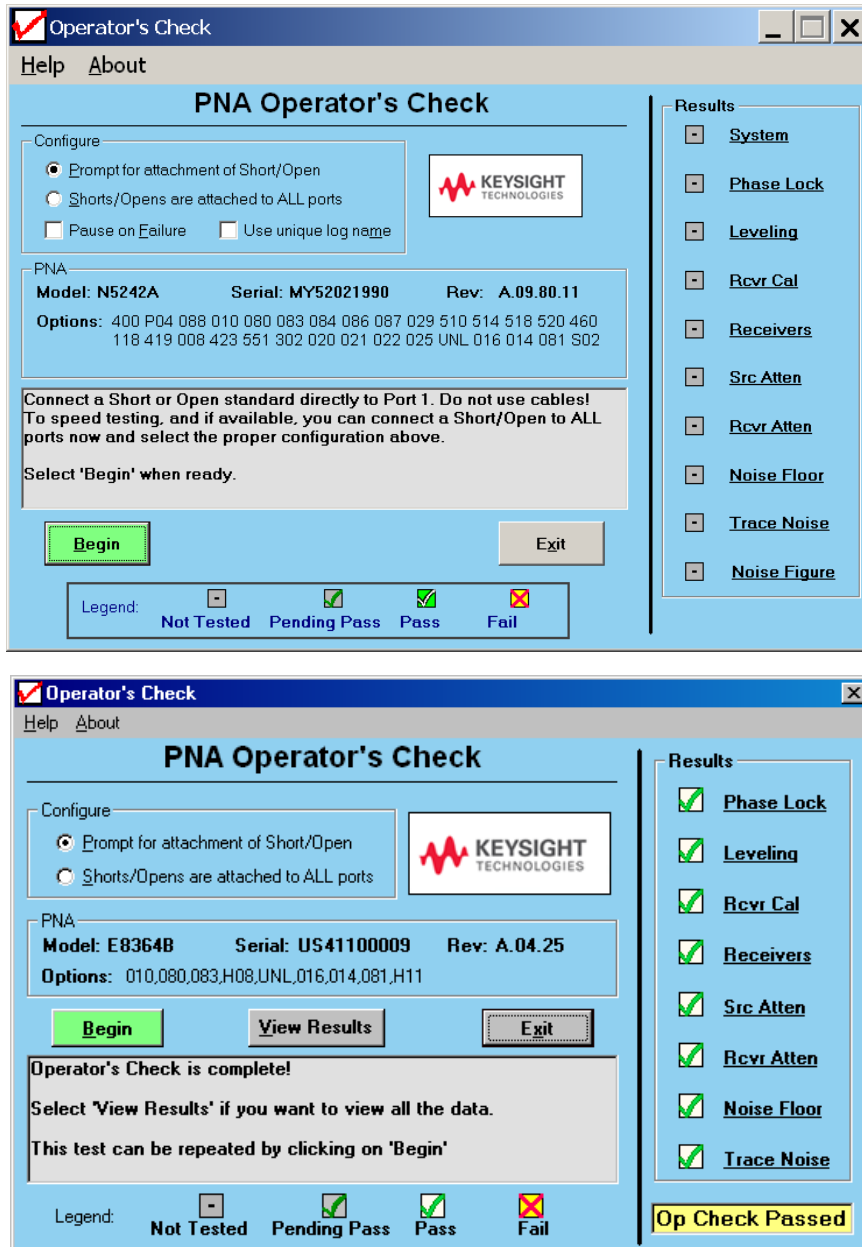 Operator's Check
Help About
PNA Operator's Check
Configure
Prompt for attachment of Short/Open
Shorts/Opens are attached to ALL ports
Pause on Failure Use unique log name
KEYSIGHT
TECHNOLOGIES
PNA
Model: N5242A Serial: MY52021990 Rev: A.09.80.11
Options: 400 P04 088 010 080 083 084 086 087 029 510 514 518 520 460
118 419 008 423 551 302 020 021 022 025 UNL 016 014 081 S02
Connect a Short or Open standard directly to Port 1. Do not use cables!
To speed testing, and if available, you can connect a Short/Open to ALL
ports now and select the proper configuration above.
Select 'Begin' when ready.
Begin Exit
Legend: Not Tested Pending Pass Pass Fail
Results
System
Phase Lock
Leveling
Rcvr Cal
Receivers
Src Atten
Rcvr Atten
Noise Floor
Trace Noise
Noise Figure
Operator's Check
Help About
PNA Operator's Check
Configure
Prompt for attachment of Short/Open
Shorts/Opens are attached to ALL ports
KEYSIGHT
TECHNOLOGIES
PNA
Model: E8364B Serial: US41100009 Rev: A.04.25
Options: 010,080,083,H08,UNL,016,014,081,H11
Begin View Results Exit
Operator's Check is complete!
Select 'View Results' if you want to view all the data.
This test can be repeated by clicking on 'Begin'
Legend: Not Tested Pending Pass Pass Fail
Results
Phase Lock
Leveling
Rcvr Cal
Receivers
Src Atten
Rcvr Atten
Noise Floor
Trace Noise
Op Check Passed